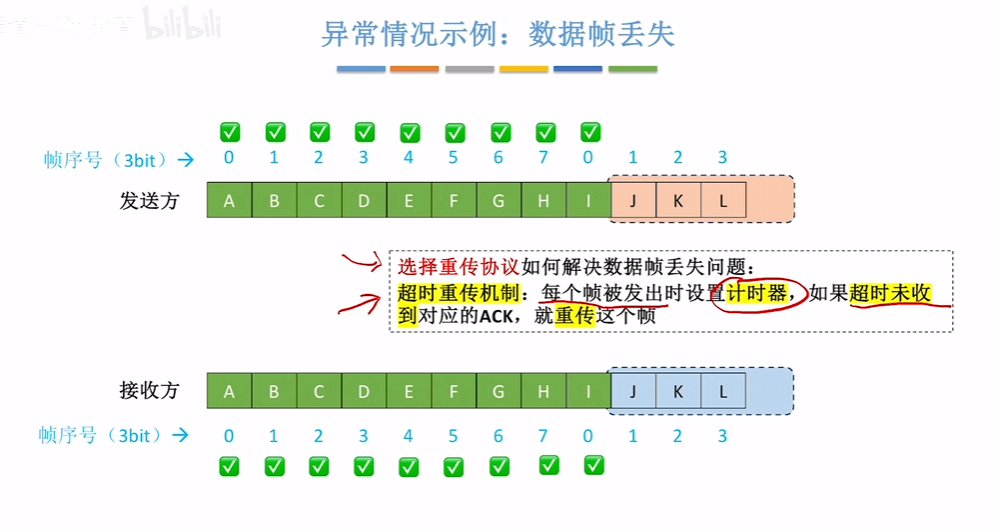 bilibili
异常情况示例：数据帧丢失
帧序号（3bit）→ 0 1 2 3 4 5 6 7 0 1 2 3
发送方 A B C D E F G H I J K L
选择重传协议如何解决数据帧丢失问题：
超时重传机制：每个帧被发出时设置计时器，如果超时未收
到对应的ACK，就重传这个帧
接收方 A B C D E F G H I J K L
帧序号（3bit）→ 0 1 2 3 4 5 6 7 0 1 2 3